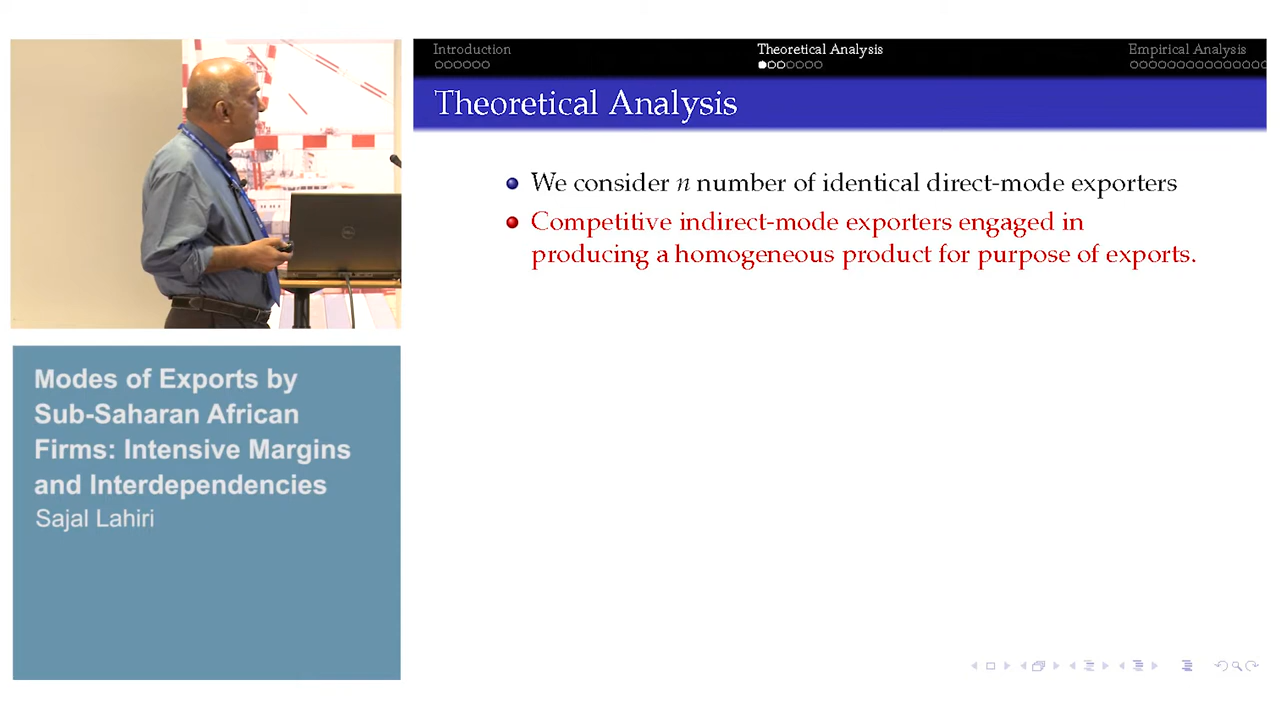 Introduction
Theoretical Analysis
Empirical Analysis
Theoretical Analysis
We consider n number of identical direct-mode exporters
Competitive indirect-mode exporters engaged in
producing a homogeneous product for purpose of exports.
Modes of Exports by
Sub-Saharan African
Firms: Intensive Margins
and Interdependencies
Sajal Lahiri